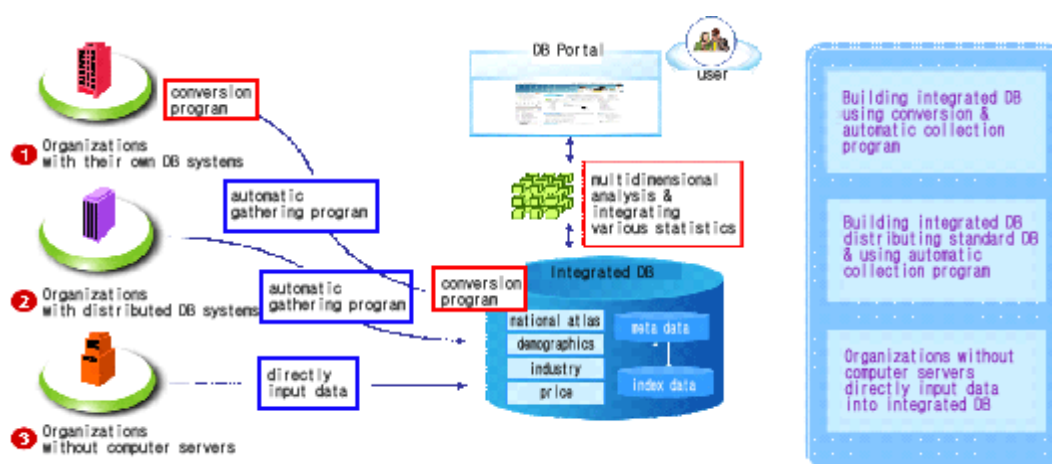 DB Portal
user
conversion
program
1 Organizations
with their own DB systems
automatic
gathering program
multidimensional
analysis &
integrating
various statistics
2 Organizations
with distributed DB systems
automatic
gathering program
conversion
program
Integrated DB
national atlas
demographics
industry
price
meta data
index data
directly
input data
3 Organizations
without computer servers
Building integrated DB
using conversion &
automatic collection
program
Building integrated DB
distributing standard DB
& using automatic
collection program
Organizations without
computer servers
directly input data
into integrated DB